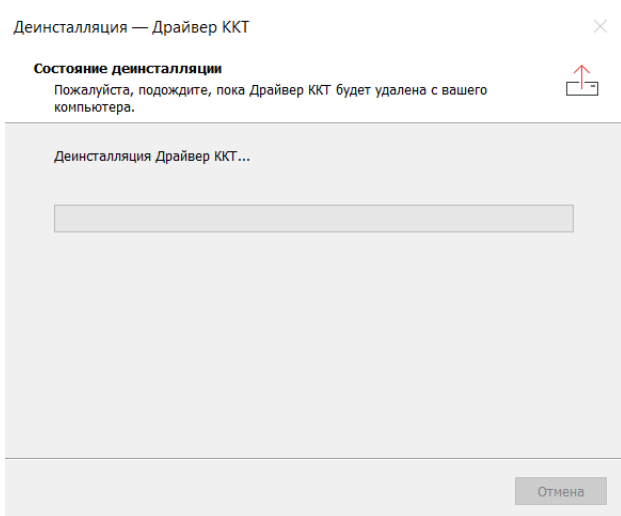 Деинсталляция — Драйвер ККТ
Состояние деинсталляции
Пожалуйста, подождите, пока Драйвер ККТ будет удалена с вашего
компьютера.
Деинсталляция Драйвер ККТ...
Отмена